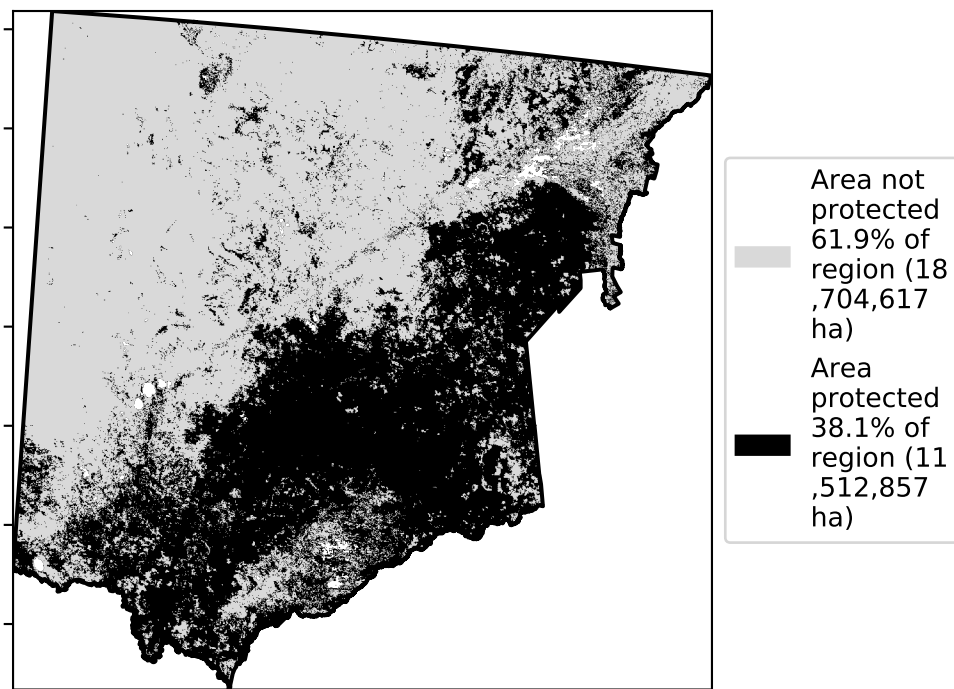 Area not
protected
61.9% of
region (18
,704,617
ha)
Area
protected
38.1% of
region (11
,512,857
ha)